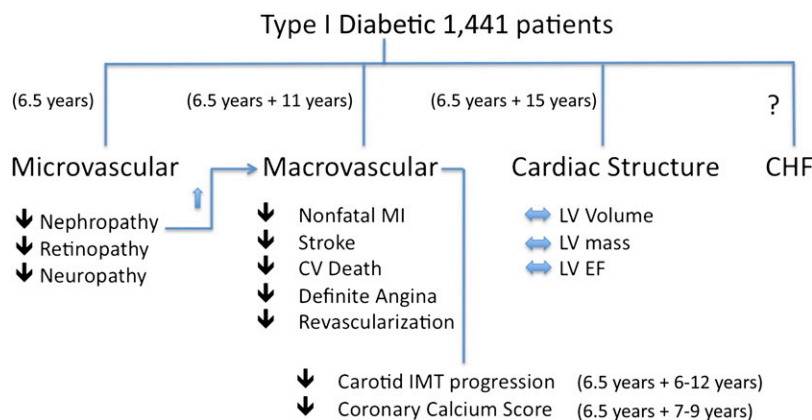 Type I Diabetic 1,441 patients
(6.5 years) (6.5 years + 11 years) (6.5 years + 15 years) ?
Microvascular Macrovascular Cardiac Structure CHF
Nephropathy
Retinopathy
Neuropathy
Nonfatal MI
Stroke
CV Death
Definite Angina
Revascularization
LV Volume
LV mass
LV EF
Carotid IMT progression (6.5 years + 6-12 years)
Coronary Calcium Score (6.5 years + 7-9 years)